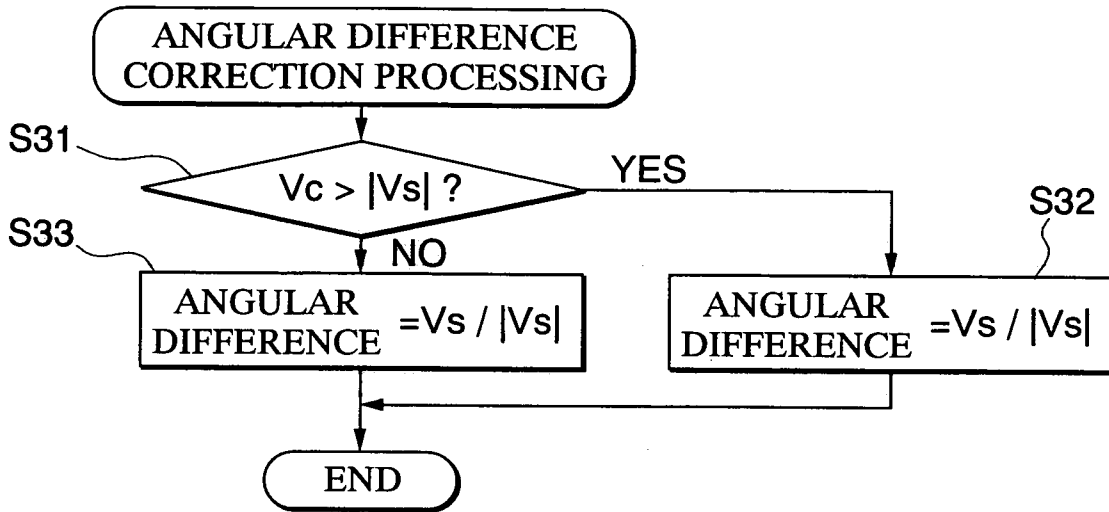 ANGULAR DIFFERENCE
CORRECTION PROCESSING
S31
Vc > |Vs| ?
YES
S32
S33
NO
ANGULAR
DIFFERENCE
=Vs / |Vs|
ANGULAR
DIFFERENCE
=Vs / |Vs|
END